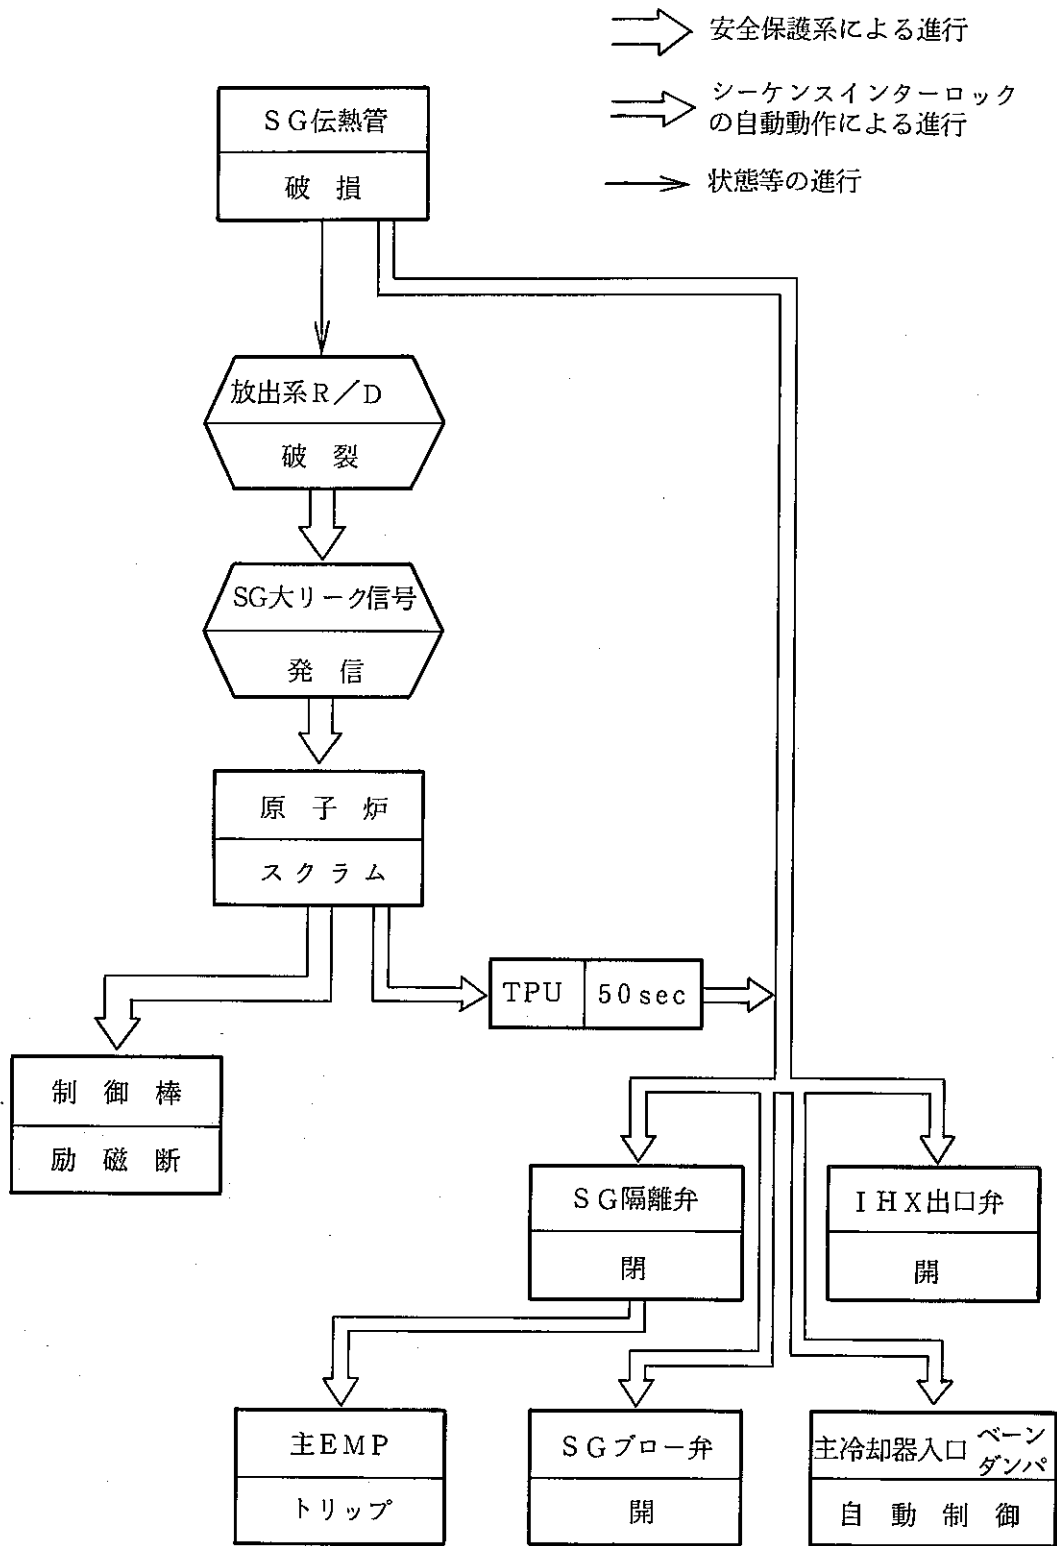 安全保護系による進行
シーケンスインターロック
の自動動作による進行
状態等の進行
SG伝熱管
破損
放出系R/D
破裂
SG大リーク信号
発信
原子炉
スクラム
TPU 50sec
制御棒
励磁断
SG隔離弁
閉
IHX出口弁
開
主EMP
トリップ
SGブロー弁
開
主冷却器入口 ベーン
ダンパ
自動制御